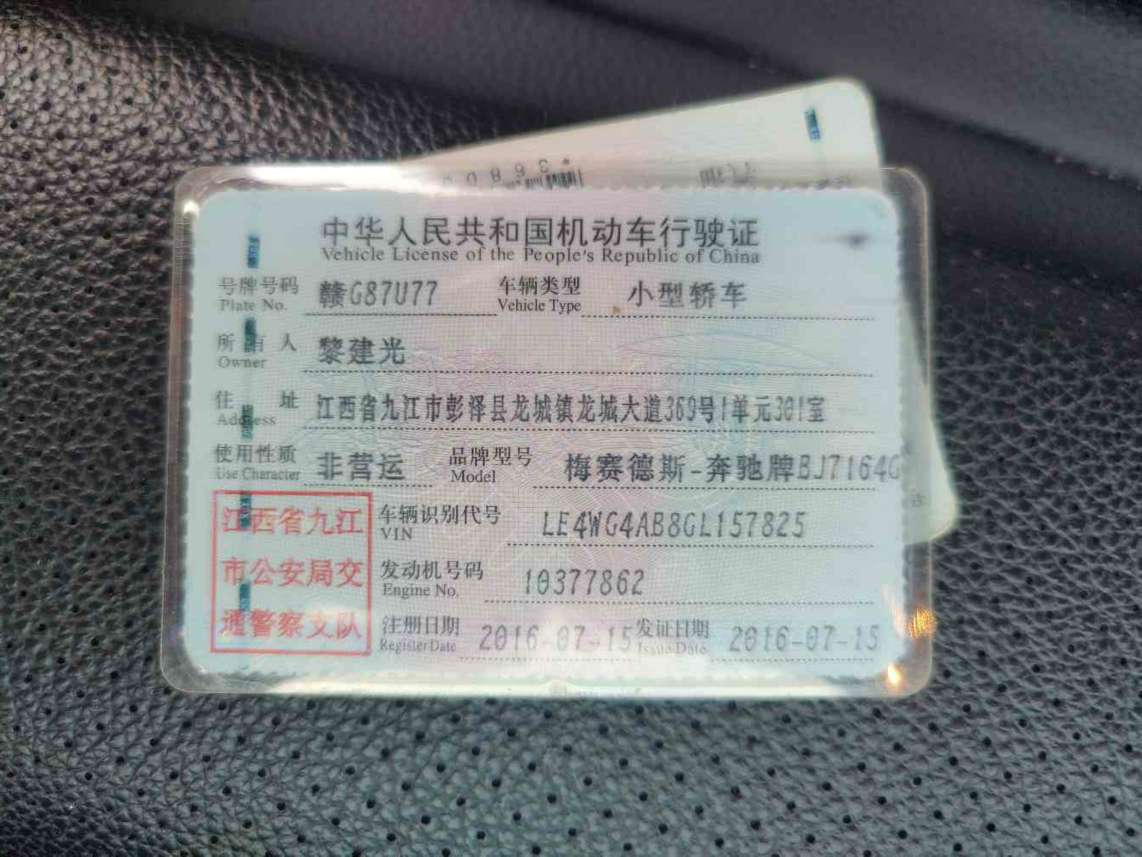 中华人民共和国机动车行驶证
Vehicle License of the People's Republic of China
号牌号码 赣G87U77 车辆类型 小型轿车
Plate No. Vehicle Type
所有人 黎建光
Owner
住址 江西省九江市彭泽县龙城镇龙城大道369号1单元301室
Address
使用性质 非营运 品牌型号 梅赛德斯-奔驰牌BJ7164
Use Character Model
江西省九江 车辆识别代号 LE4WG4AB8GL157825
VIN
市公安局交 发动机号码 10377862
Engine No.
通警察支队 注册日期 2016-07-15 发证日期 2016-07-15
Register Date Issue Date